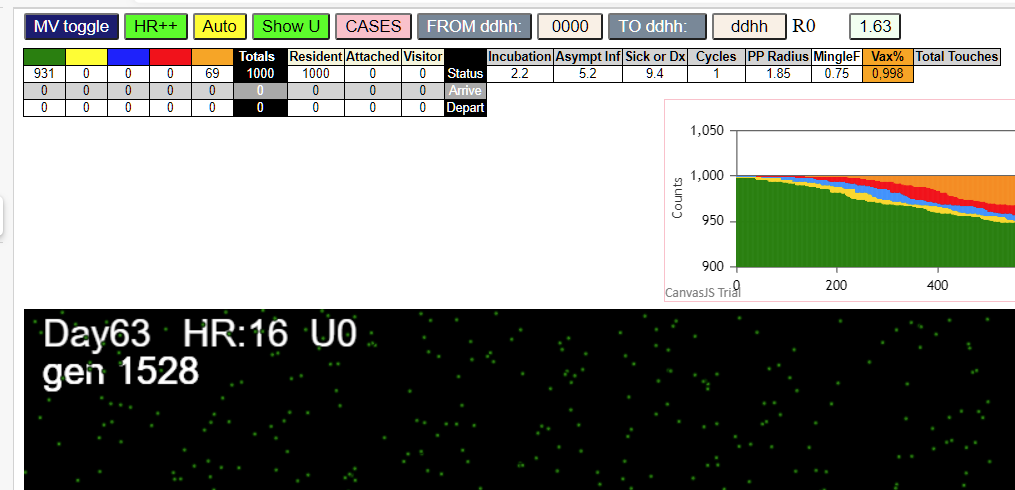 MV toggle HR++ Auto Show U CASES FROM ddhh: 0000 TO ddhh: ddhh R0 1.63
Totals Resident Attached Visitor Incubation Asympt Inf Sick or Dx Cycles PP Radius MingleF Vax% Total Touches
931 0 0 0 69 1000 1000 0 0 Status 2.2 5.2 9.4 1 1.85 0.75 0,998
0 0 0 0 0 0 0 0 0 Arrive
0 0 0 0 0 0 0 0 0 Depart
1,050
1,000
950
900
Counts
0 200 400
CanvasJS Trial
Day63 HR:16 U0
gen 1528